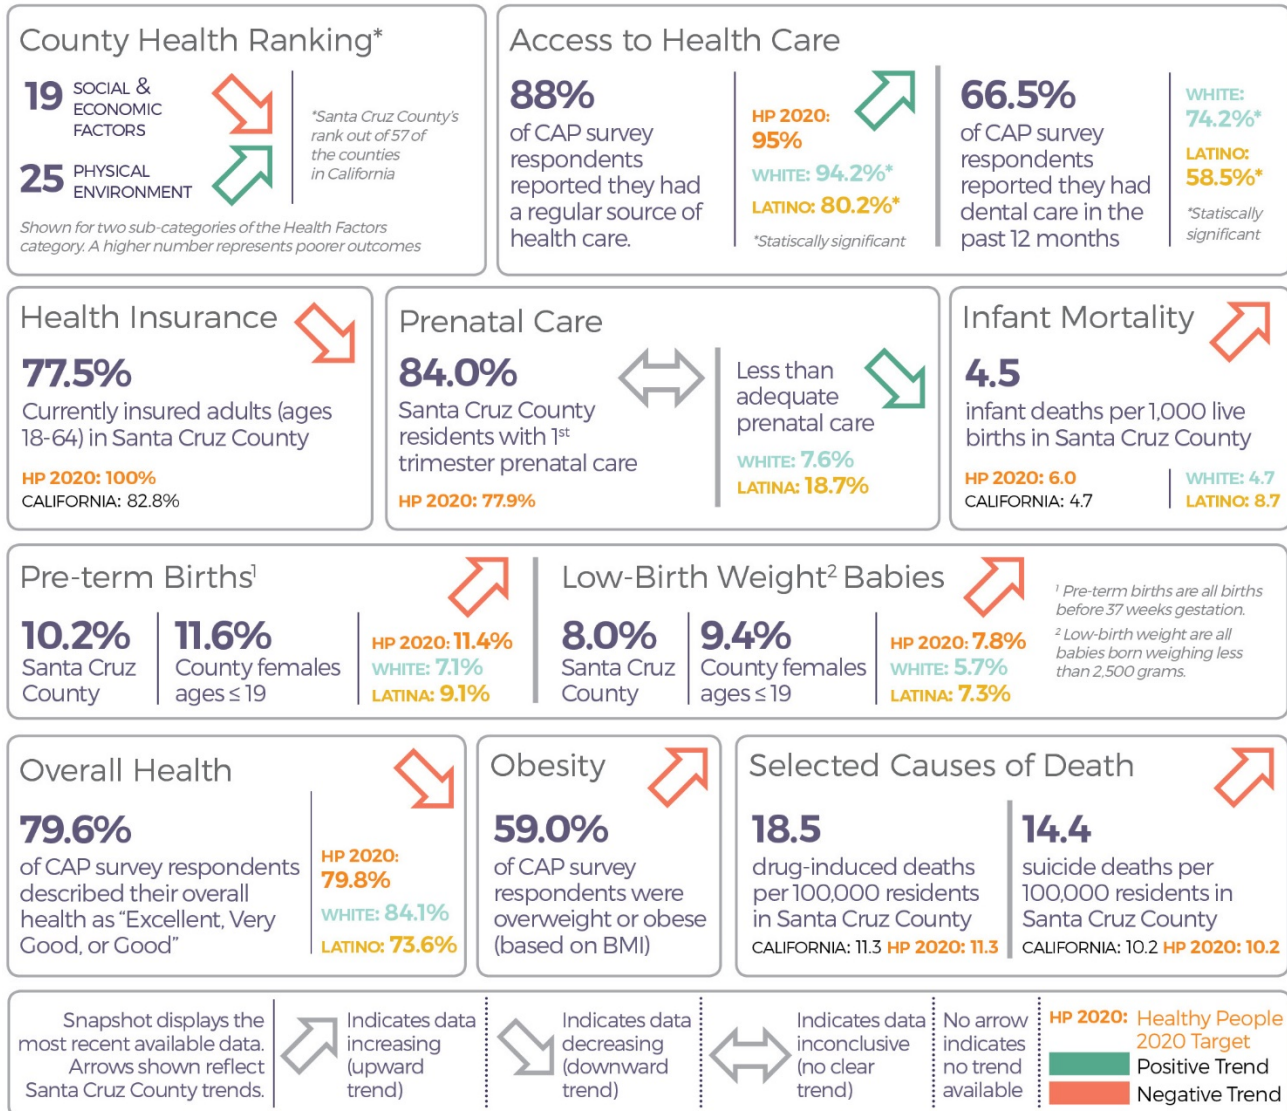 County Health Ranking*
19 SOCIAL &
ECONOMIC
FACTORS
25 PHYSICAL
ENVIRONMENT
*Santa Cruz County's
rank out of 57 of
the counties
in California
Shown for two sub-categories of the Health Factors
category. A higher number represents poorer outcomes
Access to Health Care
88%
of CAP survey
respondents
reported they had
a regular source of
health care.
HP 2020:
95%
WHITE: 94.2%*
LATINO: 80.2%*
*Statiscally significant
66.5%
of CAP survey
respondents
reported they had
dental care in the
past 12 months
WHITE:
74.2%*
LATINO:
58.5%*
*Statiscally
significant
Health Insurance
77.5%
Currently insured adults (ages
18-64) in Santa Cruz County
HP 2020: 100%
CALIFORNIA: 82.8%
Prenatal Care
84.0%
Santa Cruz County
residents with 1st
trimester prenatal care
HP 2020: 77.9%
Less than
adequate
prenatal care
WHITE: 7.6%
LATINA: 18.7%
Infant Mortality
4.5
infant deaths per 1,000 live
births in Santa Cruz County
HP 2020: 6.0
CALIFORNIA: 4.7
WHITE: 4.7
LATINO: 8.7
Pre-term Births1
10.2%
Santa Cruz
County
11.6%
County females
ages ≤ 19
HP 2020: 11.4%
WHITE: 7.1%
LATINA: 9.1%
Low-Birth Weight2 Babies
8.0%
Santa Cruz
County
9.4%
County females
ages ≤ 19
HP 2020: 7.8%
WHITE: 5.7%
LATINA: 7.3%
1 Pre-term births are all births
before 37 weeks gestation.
2 Low-birth weight are all
babies born weighing less
than 2,500 grams.
Overall Health
79.6%
of CAP survey respondents
described their overall
health as “Excellent, Very
Good, or Good”
HP 2020:
79.8%
WHITE: 84.1%
LATINO: 73.6%
Obesity
59.0%
of CAP survey
respondents were
overweight or obese
(based on BMI)
Selected Causes of Death
18.5
drug-induced deaths
per 100,000 residents
in Santa Cruz County
CALIFORNIA: 11.3 HP 2020: 11.3
14.4
suicide deaths per
100,000 residents in
Santa Cruz County
CALIFORNIA: 10.2 HP 2020: 10.2
Snapshot displays the
most recent available data.
Arrows shown reflect
Santa Cruz County trends.
Indicates data
increasing
(upward
trend)
Indicates data
decreasing
(downward
trend)
Indicates data
inconclusive
(no clear
trend)
No arrow
indicates
no trend
available
HP 2020: Healthy People
2020 Target
Positive Trend
Negative Trend